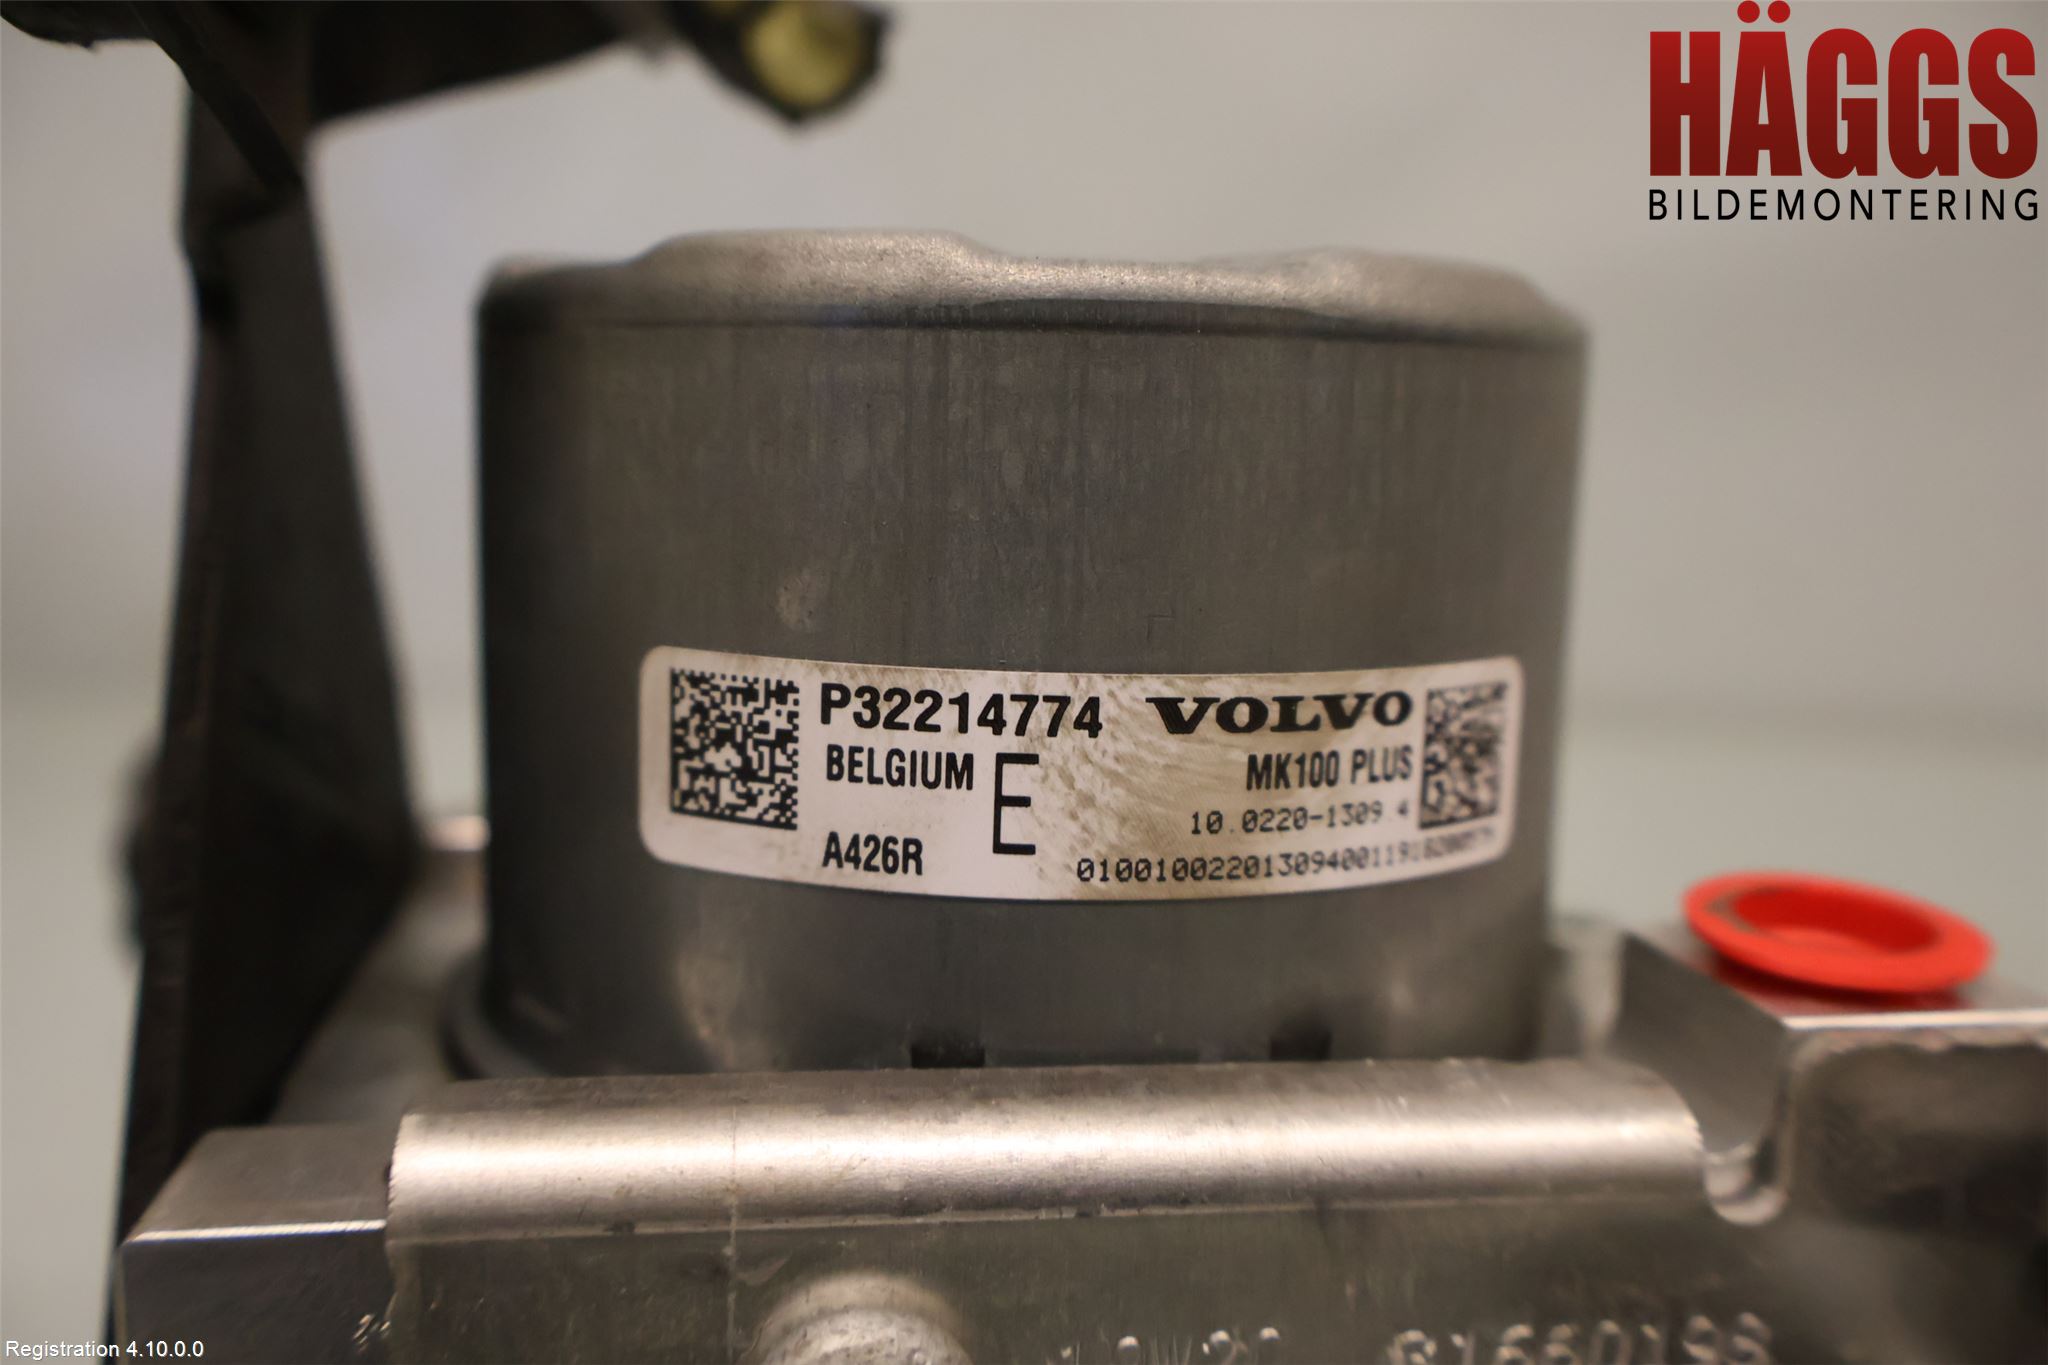 HÄGGS
BILDEMONTERING
P32214774 VOLVO
BELGIUM E MK100 PLUS
10.0220-1309.4
A426R
Registration 4.10.0.0